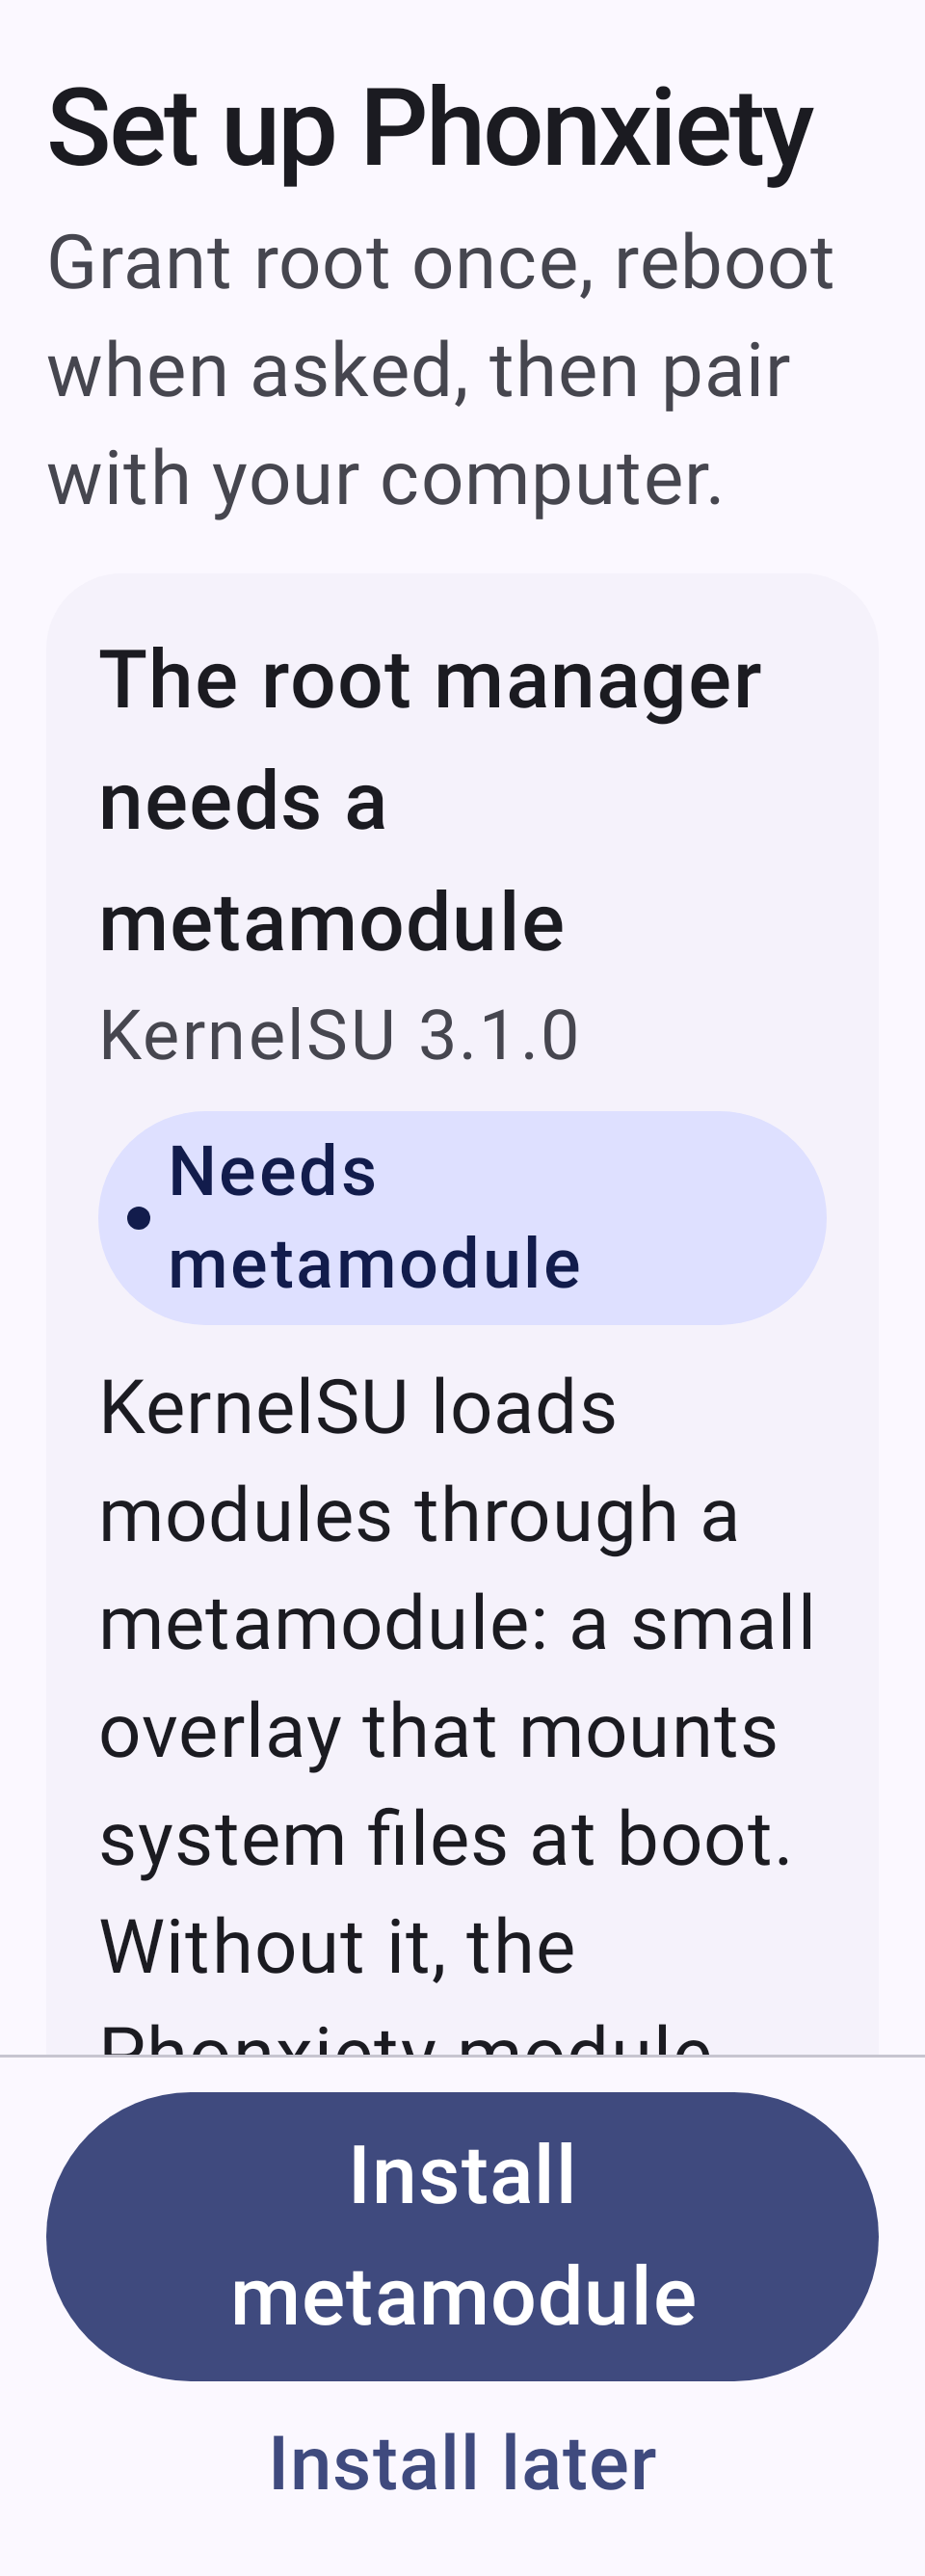 Set up Phonxiety
Grant root once, reboot
when asked, then pair
with your computer.
The root manager
needs a
metamodule
KernelSU 3.1.0
Needs
metamodule
KernelSU loads
modules through a
metamodule: a small
overlay that mounts
system files at boot.
Without it, the
Phonxiety module
Install
metamodule
Install later